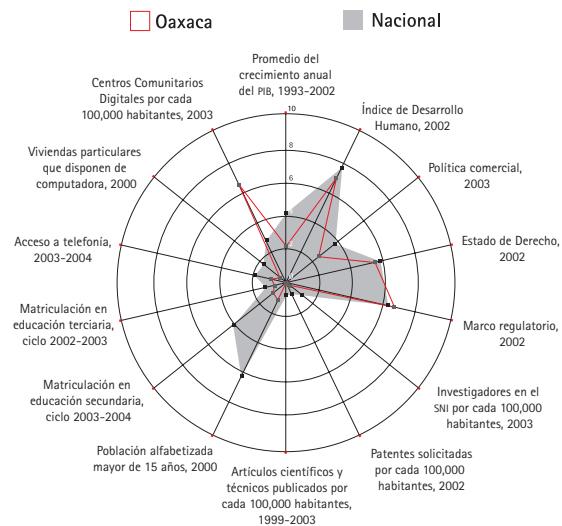 Oaxaca
Nacional
Promedio del
crecimiento anual
del PIB, 1993-2002
Índice de Desarrollo
Humano, 2002
Política comercial,
2003
Estado de Derecho,
2002
Marco regulatorio,
2002
Investigadores en el
SNI por cada 100,000
habitantes, 2003
Patentes solicitadas
por cada 100,000
habitantes, 2002
Artículos científicos y
técnicos publicados por
cada 100,000 habitantes,
1999-2003
Población alfabetizada
mayor de 15 años, 2000
Matriculación en
educación secundaria,
ciclo 2003-2004
Matriculación en
educación terciaria,
ciclo 2002-2003
Acceso a telefonía,
2003-2004
Viviendas particulares
que disponen de
computadora, 2000
Centros Comunitarios
Digitales por cada
100,000 habitantes, 2003
10
8
6